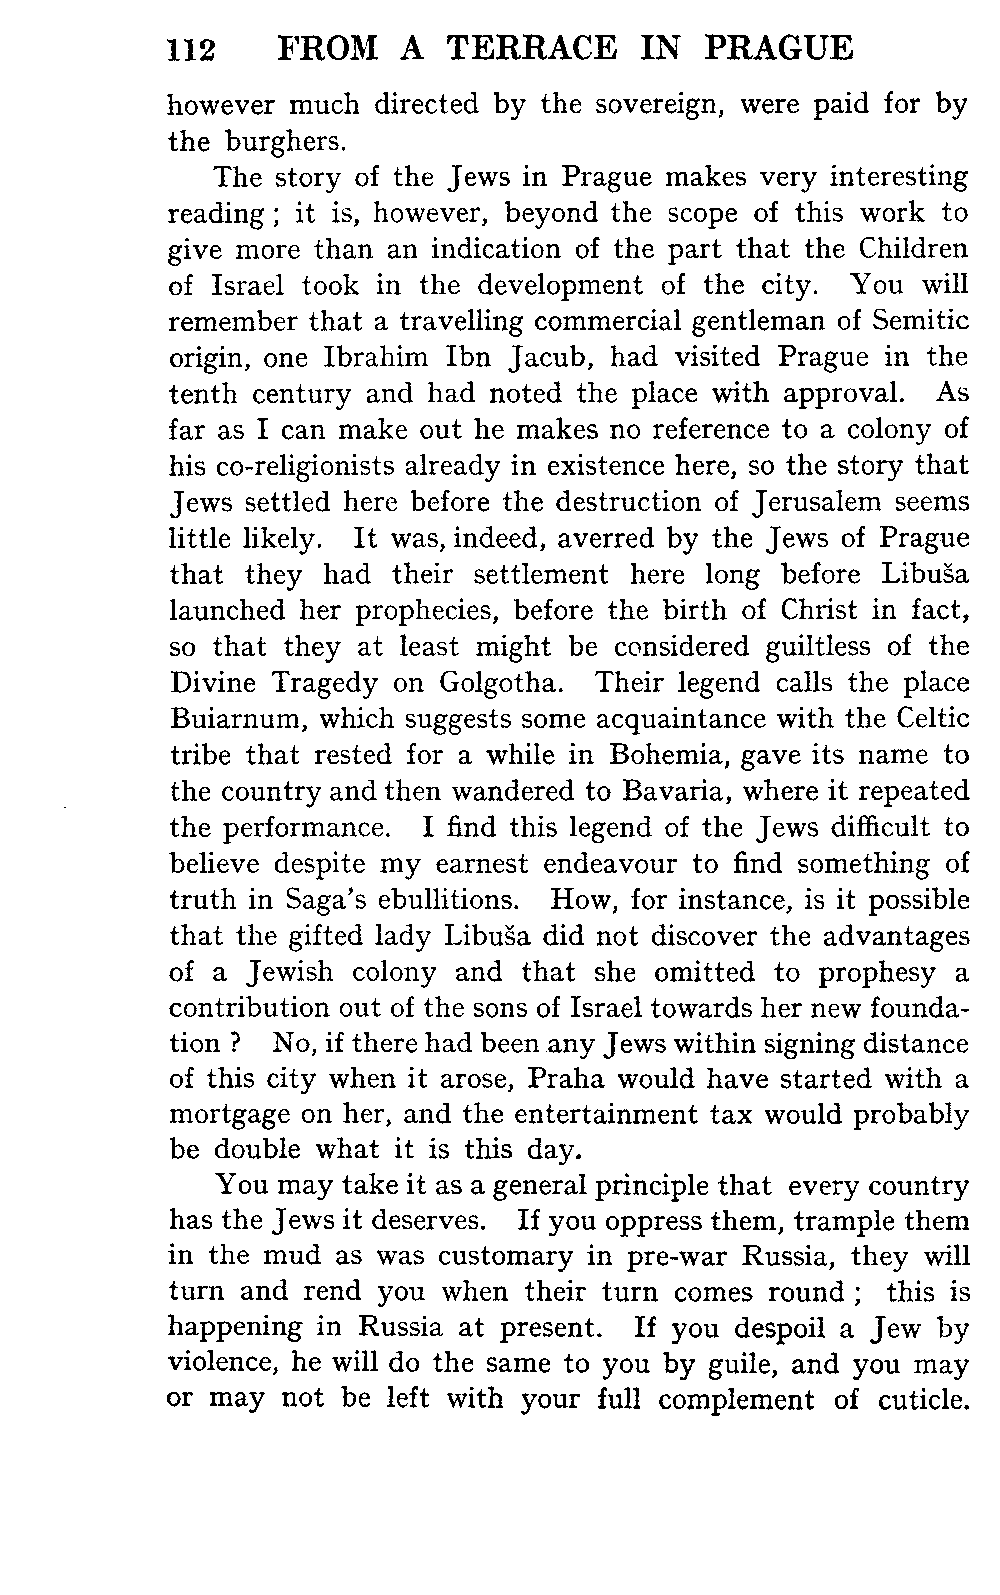 112 FROM A TERRACE IN PRAGUE
however much directed by the sovereign, were paid for by
the burghers.
The story of the Jews in Prague makes very interesting
reading ; it is, however, beyond the scope of this work to
give more than an indication of the part that the Children
of Israel took in the development of the city. You will
remember that a travelling commercial gentleman of Semitic
origin, one Ibrahim Ibn Jacub, had visited Prague in the
tenth century and had noted the place with approval. As
far as I can make out he makes no reference to a colony of
his co-religionists already in existence here, so the story that
Jews settled here before the destruction of Jerusalem seems
little likely. It was, indeed, averred by the Jews of Prague
that they had their settlement here long before Libuša
launched her prophecies, before the birth of Christ in fact,
so that they at least might be considered guiltless of the
Divine Tragedy on Golgotha. Their legend calls the place
Buiarnum, which suggests some acquaintance with the Celtic
tribe that rested for a while in Bohemia, gave its name to
the country and then wandered to Bavaria, where it repeated
the performance. I find this legend of the Jews difficult to
believe despite my earnest endeavour to find something of
truth in Saga's ebullitions. How, for instance, is it possible
that the gifted lady Libuša did not discover the advantages
of a Jewish colony and that she omitted to prophesy a
contribution out of the sons of Israel towards her new founda-
tion ? No, if there had been any Jews within signing distance
of this city when it arose, Praha would have started with a
mortgage on her, and the entertainment tax would probably
be double what it is this day.
You may take it as a general principle that every country
has the Jews it deserves. If you oppress them, trample them
in the mud as was customary in pre-war Russia, they will
turn and rend you when their turn comes round ; this is
happening in Russia at present. If you despoil a Jew by
violence, he will do the same to you by guile, and you may
or may not be left with your full complement of cuticle.